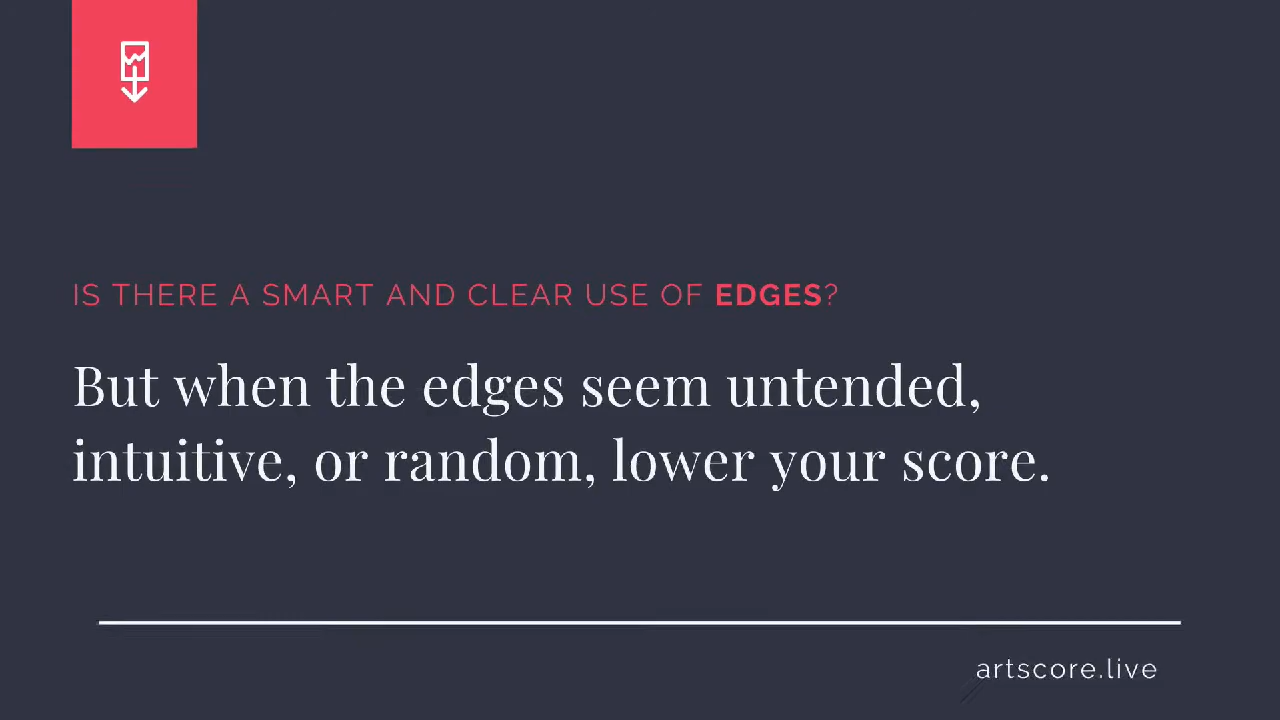 IS THERE A SMART AND CLEAR USE OF EDGES?
But when the edges seem untended,
intuitive, or random, lower your score.
artscore.live